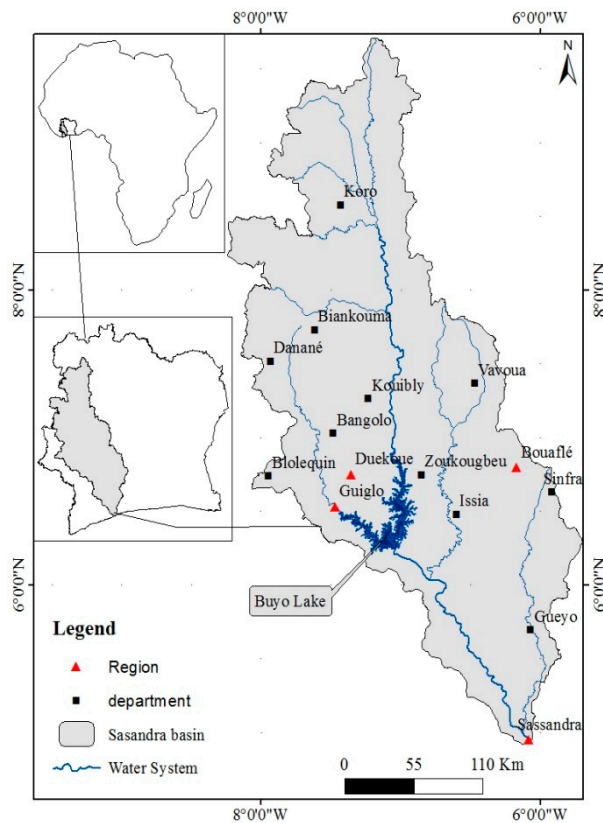 8°0'0"W
6°0'0"W
N
Koro
8°0'0"N
8°0'0"N
Biankouma
Danané
Vavoua
Kouibly
Bangolo
Duekoue
Zoukougbeu
Bouaflé
Blolequin
Sinfra
Guiglo
Issia
6°0'0"N
6°0'0"N
Buyo Lake
Gueyo
Legend
Region
department
Sasandra basin
Water System
Sassandra
0 55 110 Km
8°0'0"W
6°0'0"W